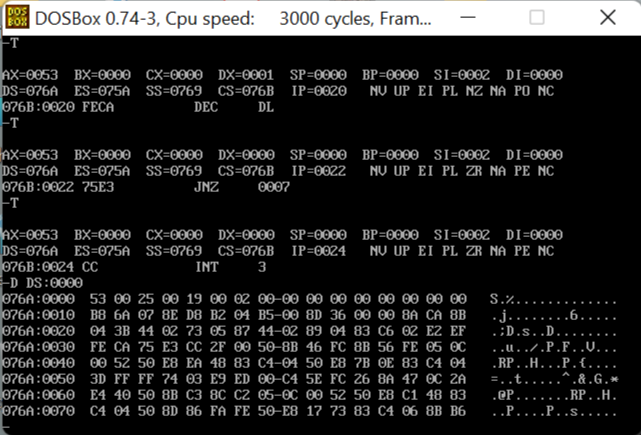 DOS
BOX
DOSBox 0.74-3, Cpu speed: 3000 cycles, Fram...
-T
AX=0053 BX=0000 CX=0000 DX=0001 SP=0000 BP=0000 SI=0002 DI=0000
DS=076A ES=075A SS=0769 CS=076B IP=0020 NV UP EI PL NZ NA PO NC
076B:0020 FECA DEC DL
-T
AX=0053 BX=0000 CX=0000 DX=0000 SP=0000 BP=0000 SI=0002 DI=0000
DS=076A ES=075A SS=0769 CS=076B IP=0022 NV UP EI PL ZR NA PE NC
076B:0022 75E3 JNZ 0007
-T
AX=0053 BX=0000 CX=0000 DX=0000 SP=0000 BP=0000 SI=0002 DI=0000
DS=076A ES=075A SS=0769 CS=076B IP=0024 NV UP EI PL ZR NA PE NC
076B:0024 CC INT 3
-D DS:0000
076A:0000 53 00 25 00 19 00 02 00-00 00 00 00 00 00 00 00 S.%.............
076A:0010 B8 6A 07 8E D8 B2 04 B5-00 8D 36 00 00 8A CA 8B .j........6.....
076A:0020 04 3B 44 02 73 05 87 44-02 89 04 83 C6 02 E2 EF .;D.s..D........
076A:0030 FE CA 75 E3 CC 2F 00 50-8B 46 FC 8B 56 FE 05 0C ..u../.P.F..V...
076A:0040 00 52 50 E8 EA 48 83 C4-04 50 E8 7B 0E 83 C4 04 .RP..H...P.{....
076A:0050 3D FF FF 74 03 E9 ED 00-C4 5E FC 26 8A 47 0C 2A =..t.....^.&.G.*
076A:0060 E4 40 50 8B C3 8C C2 05-0C 00 52 50 E8 C1 48 83 .@P.......RP..H.
076A:0070 C4 04 50 8D 86 FA FE 50-E8 17 73 83 C4 06 8B B6 ..P....P..s.....
-